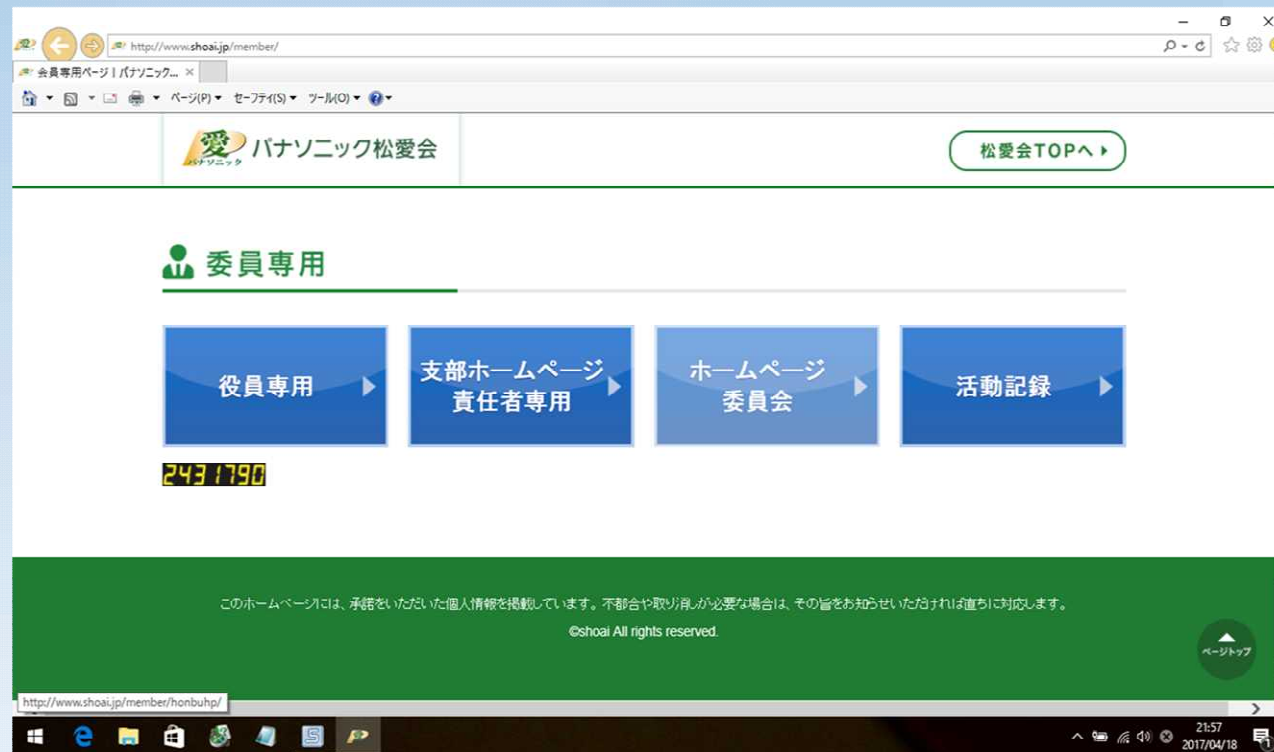 http://www.shoai.jp/member/
会員専用ページ | パナソニック...
ページ(P) セーフティ(S) ツール(O)
愛
パナソニック
パナソニック松愛会
松愛会TOPへ
委員専用
役員専用
支部ホームページ
責任者専用
ホームページ
委員会
活動記録
2431790
このホームページには、承諾をいただいた個人情報を掲載しています。不都合や取り消しが必要な場合は、その旨をお知らせいただければ直ちに対応します。
©shoai All rights reserved.
ページトップ
http://www.shoai.jp/member/honbuhp/
21:57
2017/04/18